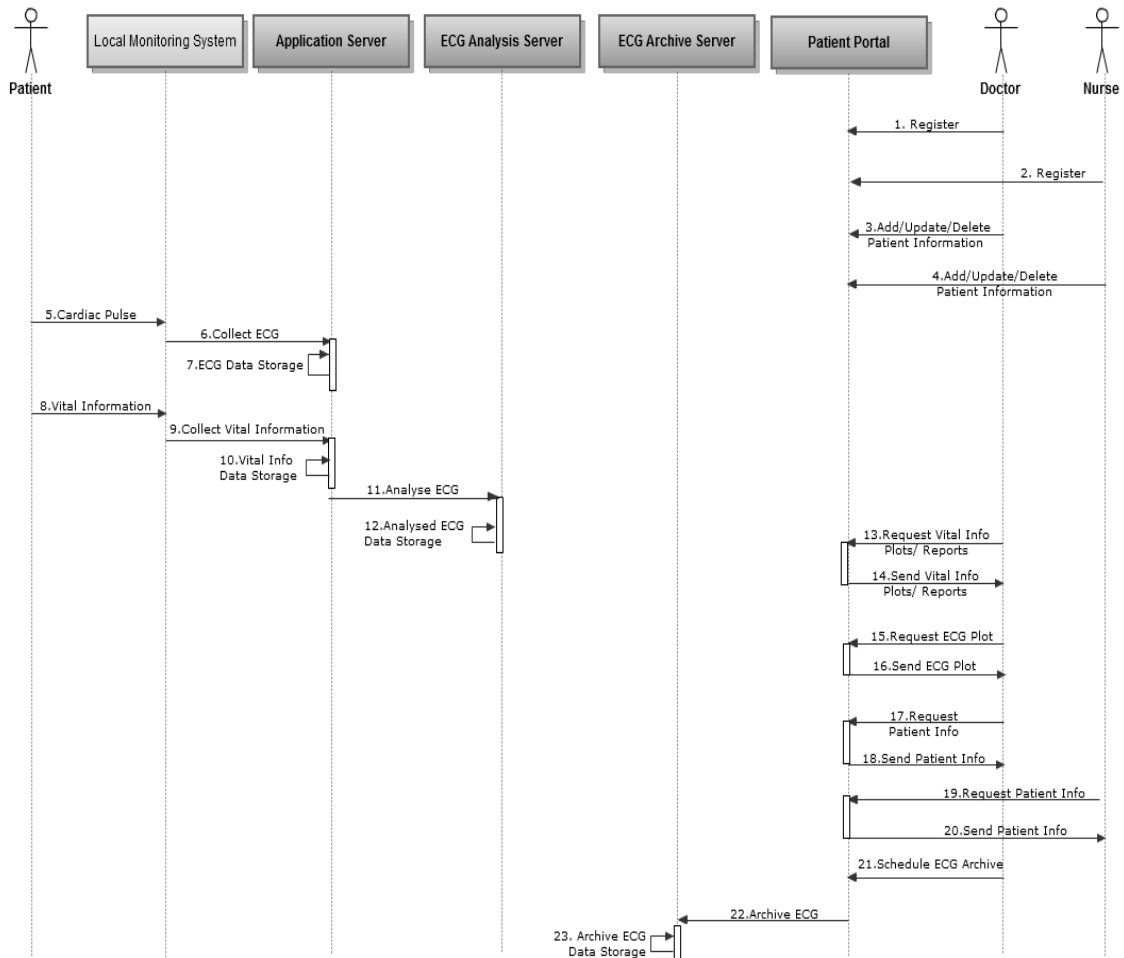 Local Monitoring System
Application Server
ECG Analysis Server
ECG Archive Server
Patient Portal
Patient
Doctor
Nurse
1. Register
2. Register
3.Add/Update/Delete
Patient Information
4.Add/Update/Delete
Patient Information
5.Cardiac Pulse
6.Collect ECG
7.ECG Data Storage
8.Vital Information
9.Collect Vital Information
10.Vital Info
Data Storage
11.Analyse ECG
12.Analysed ECG
Data Storage
13.Request Vital Info
Plots/ Reports
14.Send Vital Info
Plots/ Reports
15.Request ECG Plot
16.Send ECG Plot
17.Request
Patient Info
18.Send Patient Info
19.Request Patient Info
20.Send Patient Info
21.Schedule ECG Archive
22.Archive ECG
23. Archive ECG
Data Storage